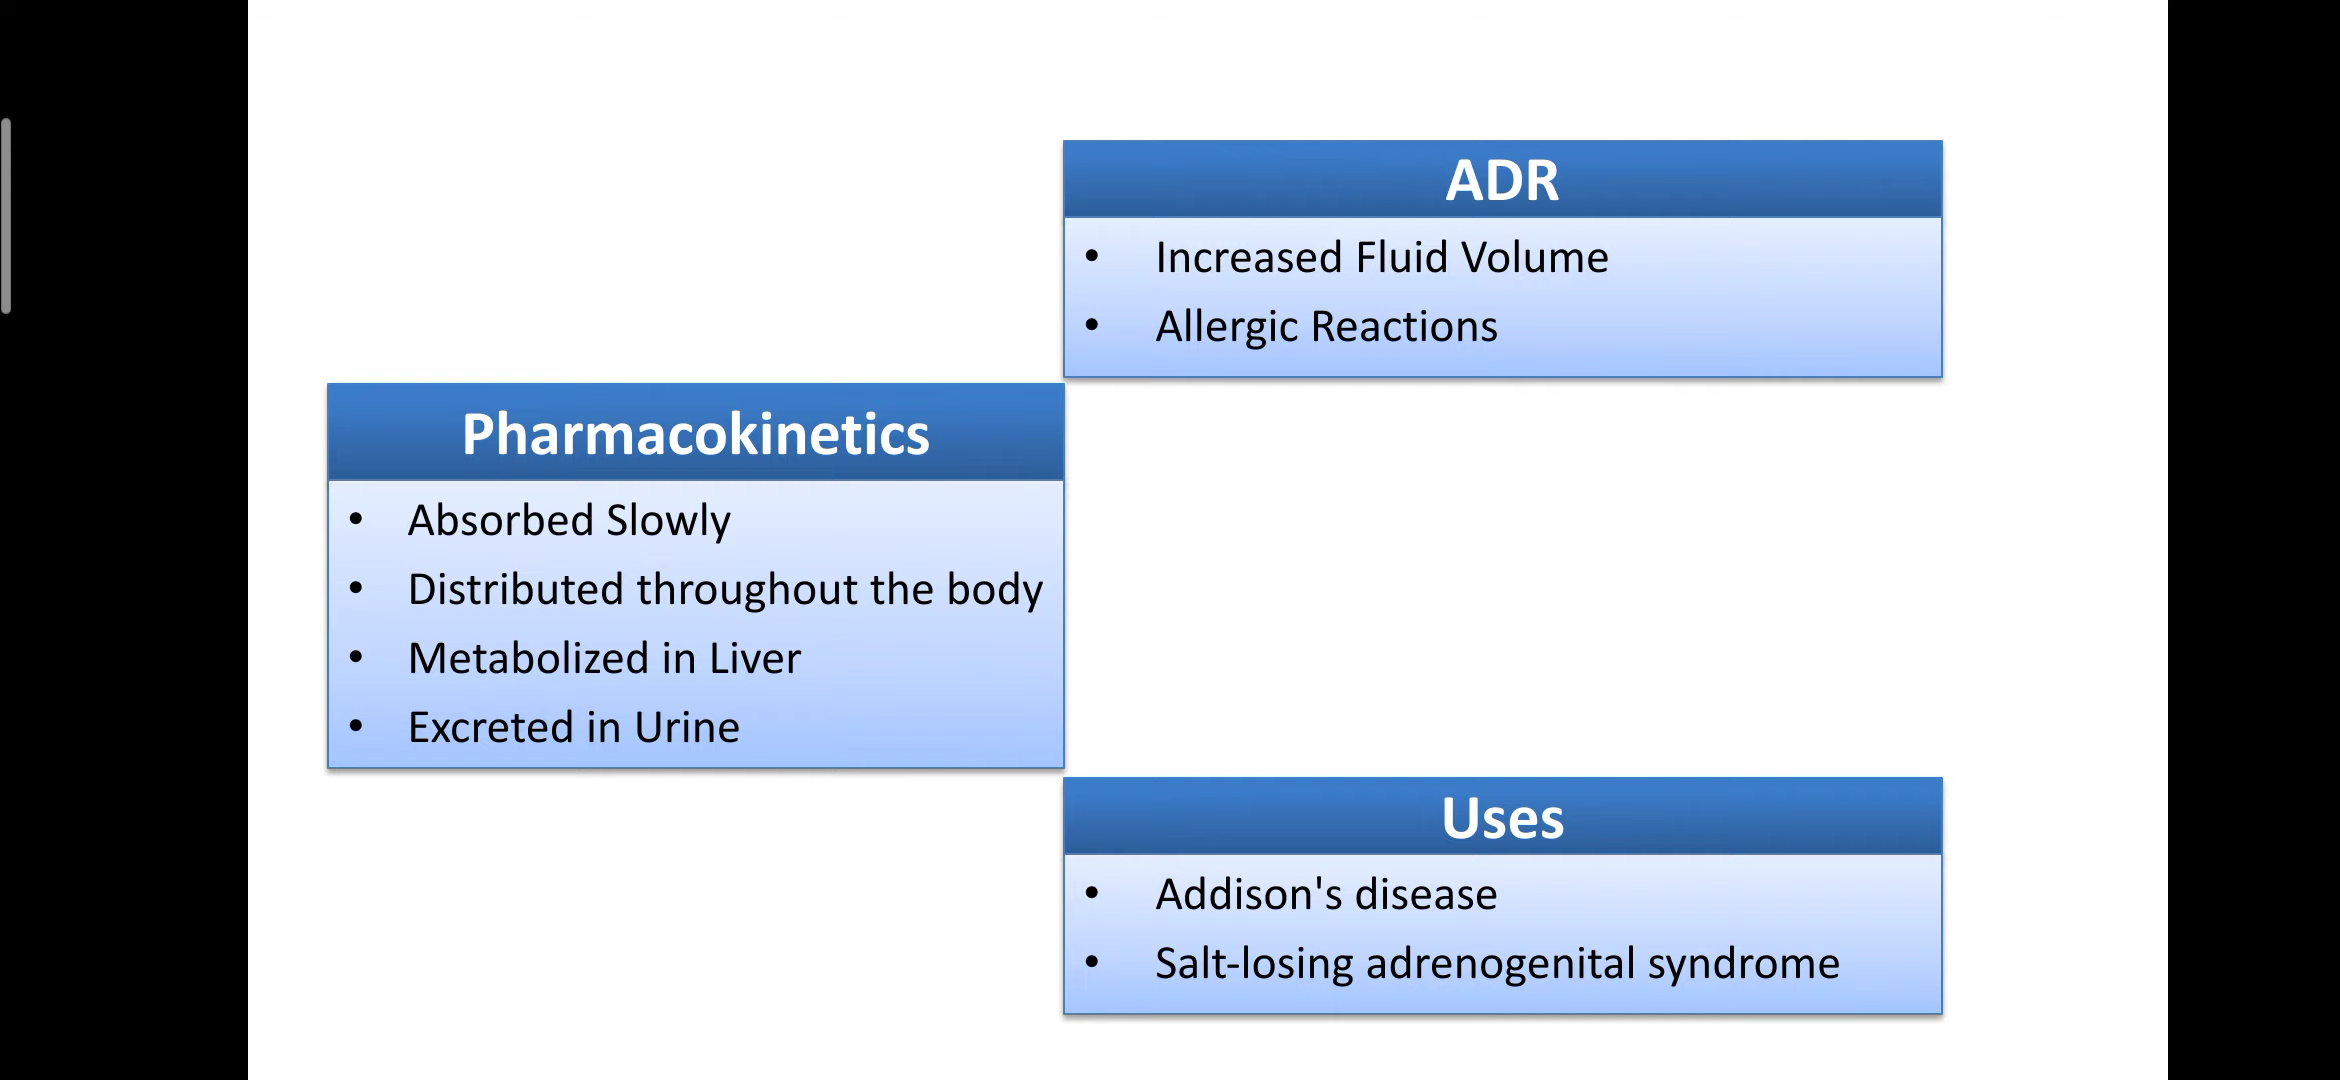 ADR
• Increased Fluid Volume
• Allergic Reactions
Pharmacokinetics
• Absorbed Slowly
• Distributed throughout the body
• Metabolized in Liver
• Excreted in Urine
Uses
• Addison's disease
• Salt-losing adrenogenital syndrome